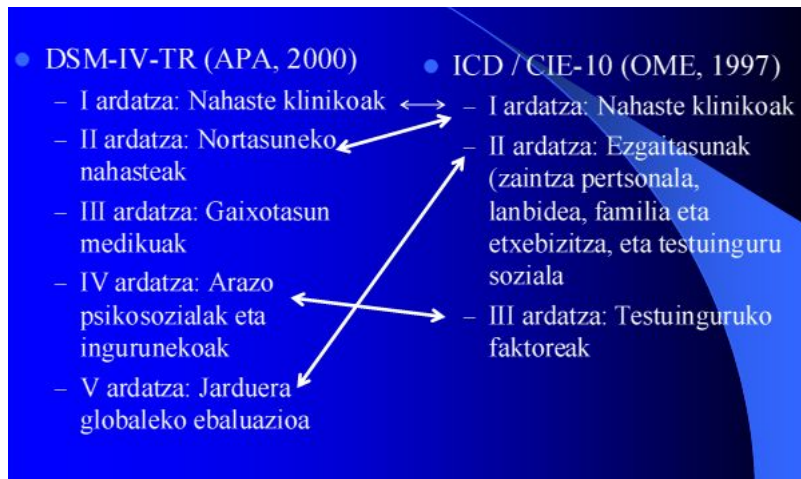 DSM-IV-TR (APA, 2000)
– I ardatza: Nahaste klinikoak
– II ardatza: Nortasuneko
nahasteak
– III ardatza: Gaixotasun
medikuak
– IV ardatza: Arazo
psikosozialak eta
ingurunekoak
– V ardatza: Jarduera
globaleko ebaluazioa
ICD / CIE-10 (OME, 1997)
– I ardatza: Nahaste klinikoak
– II ardatza: Ezgaitasunak
(zaintza pertsonala,
lanbidea, familia eta
etxebizitza, eta testuinguru
soziala
– III ardatza: Testuinguruko
faktoreak